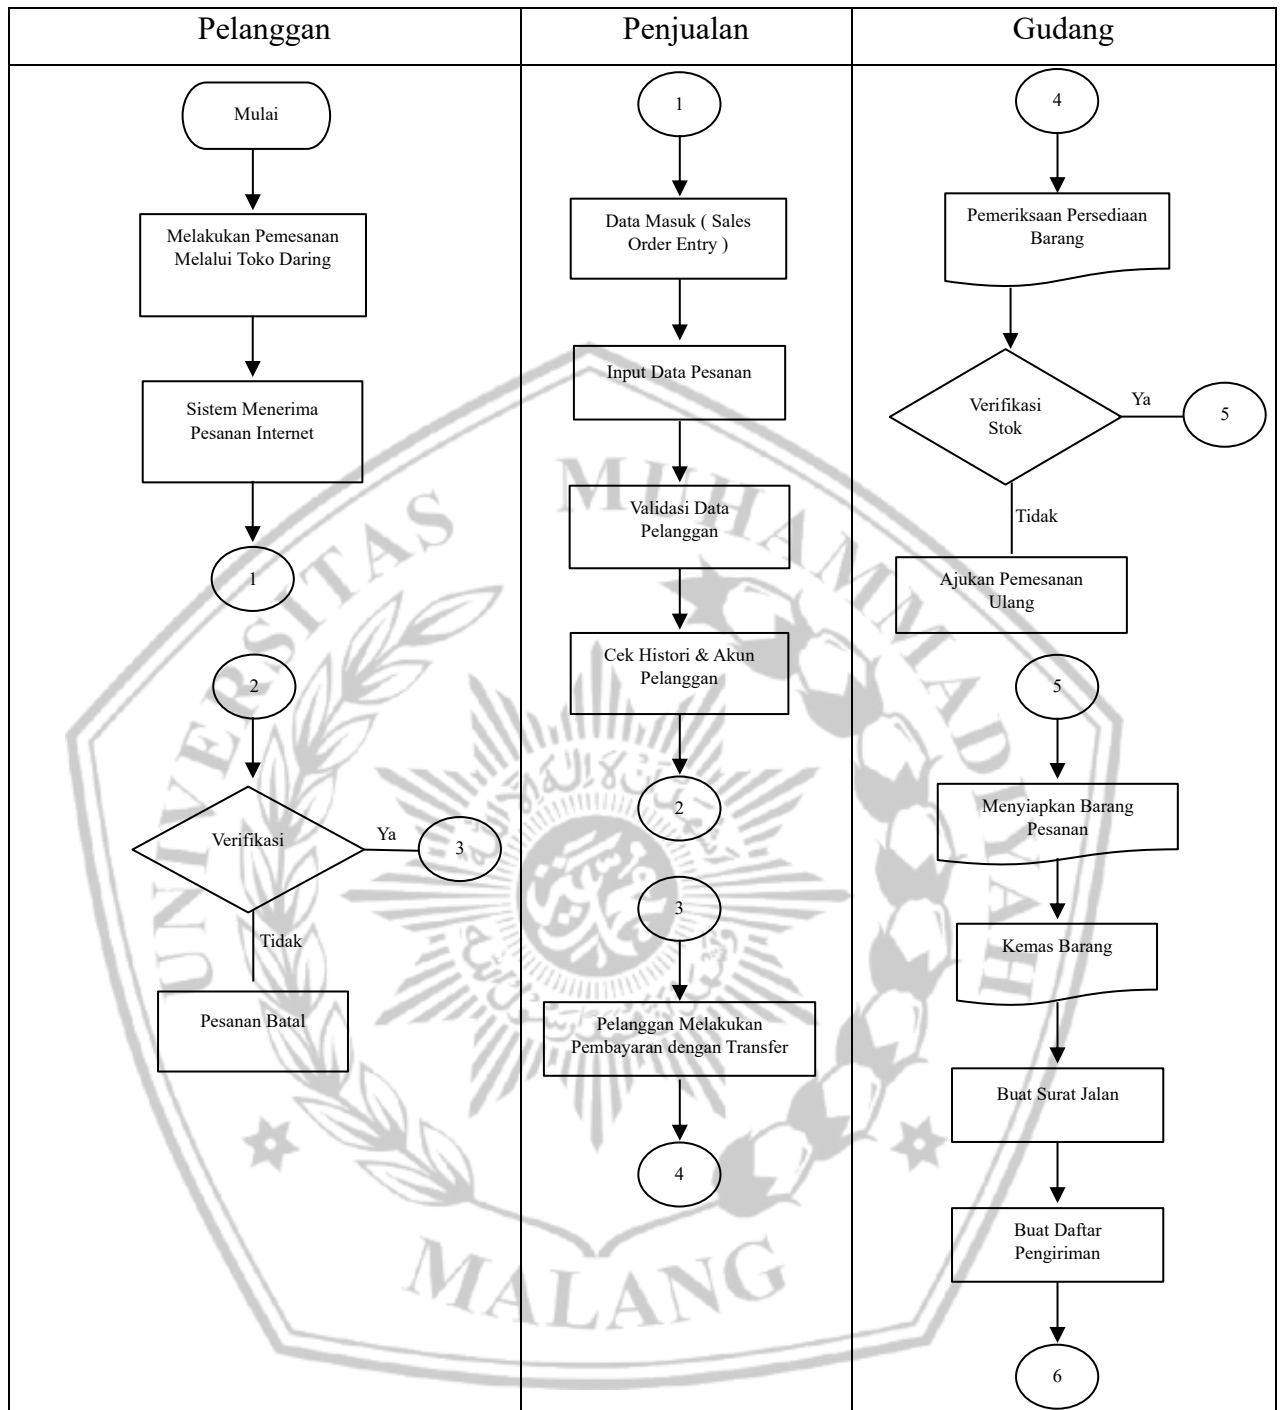 Pelanggan
Penjualan
Gudang
Mulai
Melakukan Pemesanan
Melalui Toko Daring
Sistem Menerima
Pesanan Internet
1
2
Verifikasi
Ya
3
Tidak
Pesanan Batal
1
Data Masuk ( Sales
Order Entry )
Input Data Pesanan
Validasi Data
Pelanggan
Cek Histori & Akun
Pelanggan
2
3
Pelanggan Melakukan
Pembayaran dengan Transfer
4
4
Pemeriksaan Persediaan
Barang
Verifikasi
Stok
Ya
5
Tidak
Ajukan Pemesanan
Ulang
5
Menyiapkan Barang
Pesanan
Kemas Barang
Buat Surat Jalan
Buat Daftar
Pengiriman
6
UNIVERSITAS MUHAMMADIYAH
MALANG